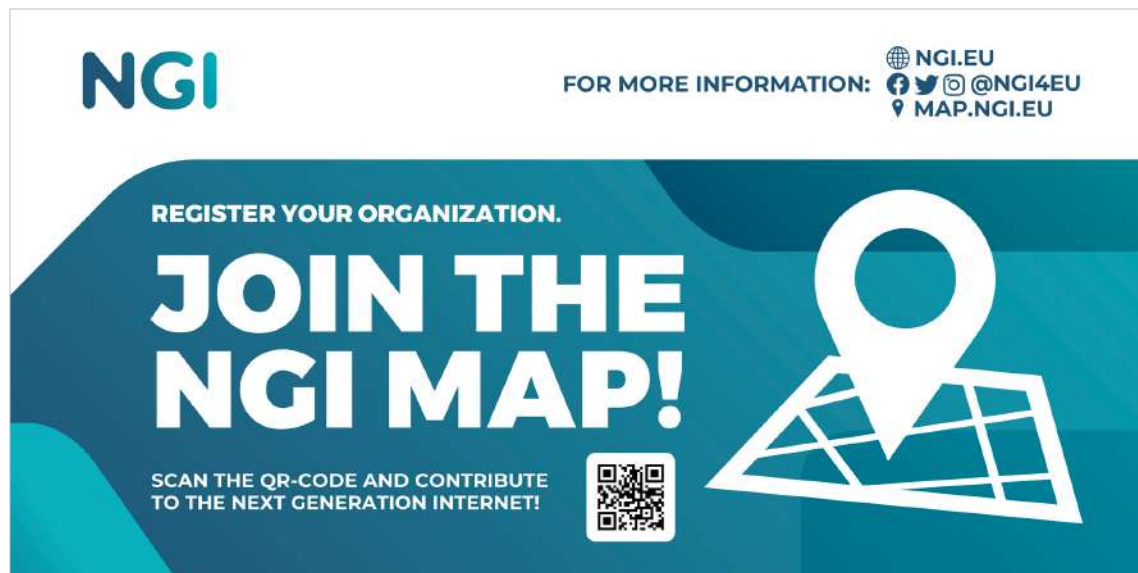 NGI
FOR MORE INFORMATION:
NGI.EU
@NGI4EU
MAP.NGI.EU
REGISTER YOUR ORGANIZATION.
JOIN THE
NGI MAP!
SCAN THE QR-CODE AND CONTRIBUTE
TO THE NEXT GENERATION INTERNET!